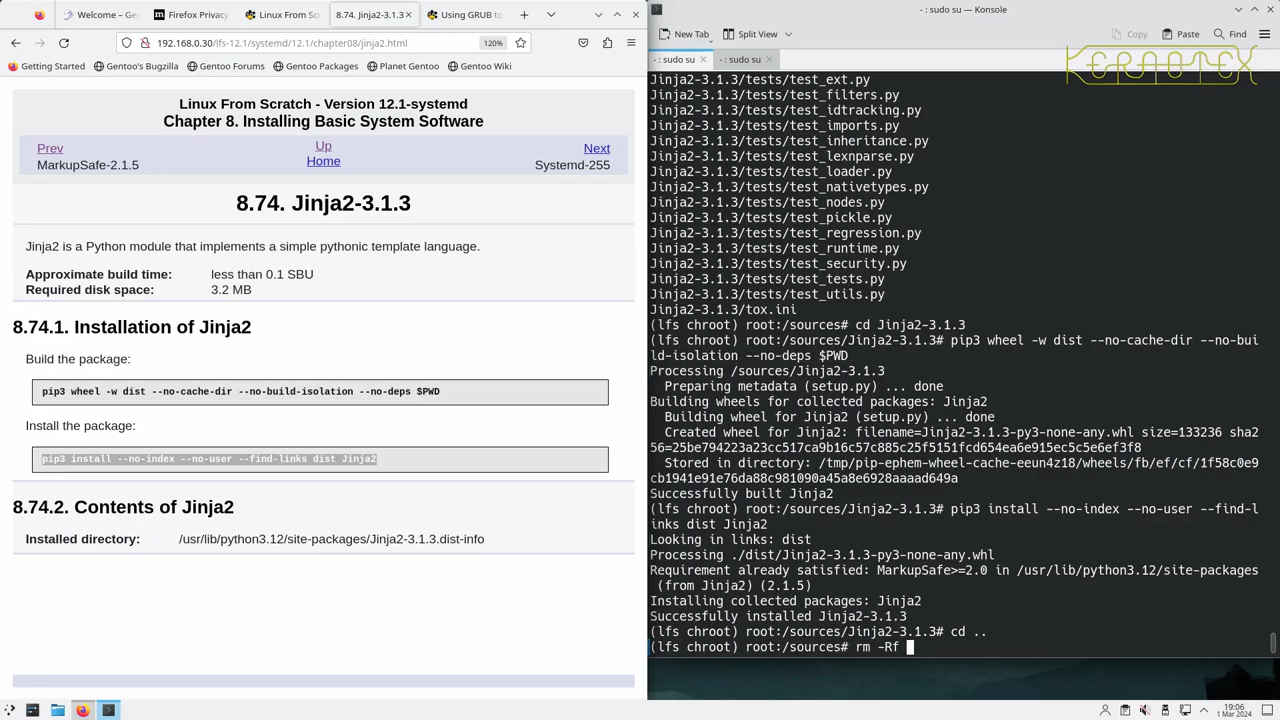 Welcome – Ge
Firefox Privacy
Linux From Sc
8.74. Jinja2-3.1.3
Using GRUB to
192.168.0.30/lfs-12.1/systemd/12.1/chapter08/jinja2.html
120%
Getting Started
Gentoo's Bugzilla
Gentoo Forums
Gentoo Packages
Planet Gentoo
Gentoo Wiki
Linux From Scratch - Version 12.1-systemd
Chapter 8. Installing Basic System Software
Prev
Up
Next
MarkupSafe-2.1.5
Home
Systemd-255
8.74. Jinja2-3.1.3
Jinja2 is a Python module that implements a simple pythonic template language.
Approximate build time: less than 0.1 SBU
Required disk space: 3.2 MB
8.74.1. Installation of Jinja2
Build the package:
pip3 wheel -w dist --no-cache-dir --no-build-isolation --no-deps $PWD
Install the package:
pip3 install --no-index --no-user --find-links dist Jinja2
8.74.2. Contents of Jinja2
Installed directory: /usr/lib/python3.12/site-packages/Jinja2-3.1.3.dist-info
- : sudo su — Konsole
New Tab
Split View
Copy
Paste
Find
- : sudo su
- : sudo su
KERAOTEX
Jinja2-3.1.3/tests/test_ext.py
Jinja2-3.1.3/tests/test_filters.py
Jinja2-3.1.3/tests/test_idtracking.py
Jinja2-3.1.3/tests/test_imports.py
Jinja2-3.1.3/tests/test_inheritance.py
Jinja2-3.1.3/tests/test_lexnparse.py
Jinja2-3.1.3/tests/test_loader.py
Jinja2-3.1.3/tests/test_nativetypes.py
Jinja2-3.1.3/tests/test_nodes.py
Jinja2-3.1.3/tests/test_pickle.py
Jinja2-3.1.3/tests/test_regression.py
Jinja2-3.1.3/tests/test_runtime.py
Jinja2-3.1.3/tests/test_security.py
Jinja2-3.1.3/tests/test_tests.py
Jinja2-3.1.3/tests/test_utils.py
Jinja2-3.1.3/tox.ini
(lfs chroot) root:/sources# cd Jinja2-3.1.3
(lfs chroot) root:/sources/Jinja2-3.1.3# pip3 wheel -w dist --no-cache-dir --no-bui
ld-isolation --no-deps $PWD
Processing /sources/Jinja2-3.1.3
Preparing metadata (setup.py) ... done
Building wheels for collected packages: Jinja2
Building wheel for Jinja2 (setup.py) ... done
Created wheel for Jinja2: filename=Jinja2-3.1.3-py3-none-any.whl size=133236 sha2
56=25be794223a23cc517ca9b16c57c885c25f5151fcd654ea6e915ec5c5e6ef3f8
Stored in directory: /tmp/pip-ephem-wheel-cache-eeun4z18/wheels/fb/ef/cf/1f58c0e9
cb1941e91e76da88c981090a45a8e6928aaaad649a
Successfully built Jinja2
(lfs chroot) root:/sources/Jinja2-3.1.3# pip3 install --no-index --no-user --find-l
inks dist Jinja2
Looking in links: dist
Processing ./dist/Jinja2-3.1.3-py3-none-any.whl
Requirement already satisfied: MarkupSafe>=2.0 in /usr/lib/python3.12/site-packages
(from Jinja2) (2.1.5)
Installing collected packages: Jinja2
Successfully installed Jinja2-3.1.3
(lfs chroot) root:/sources/Jinja2-3.1.3# cd ..
(lfs chroot) root:/sources# rm -Rf
19:06
1 Mar 2024